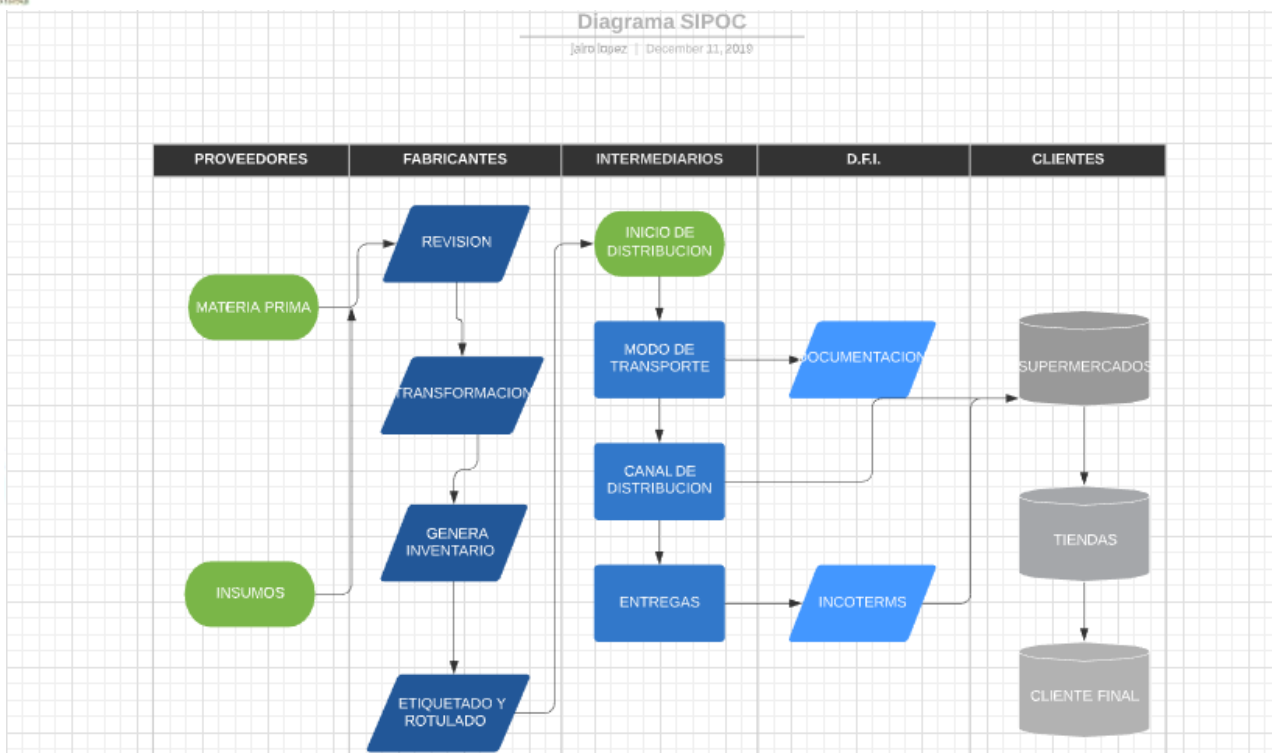 Diagrama SIPOC
jairo lopez | December 11, 2019
PROVEEDORES
FABRICANTES
INTERMEDIARIOS
D.F.I.
CLIENTES
REVISION
INICIO DE
DISTRIBUCION
MATERIA PRIMA
MODO DE
TRANSPORTE
DOCUMENTACION
SUPERMERCADOS
TRANSFORMACION
CANAL DE
DISTRIBUCION
GENERA
INVENTARIO
TIENDAS
INSUMOS
ENTREGAS
INCOTERMS
ETIQUETADO Y
ROTULADO
CLIENTE FINAL